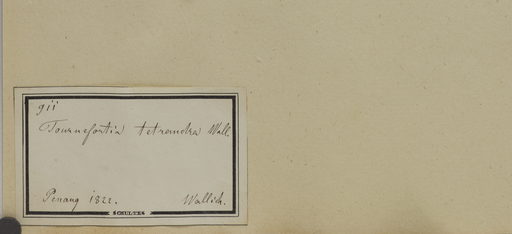 911
Tournefortia tetrandra Wall.
Penang 1822. Wallich.